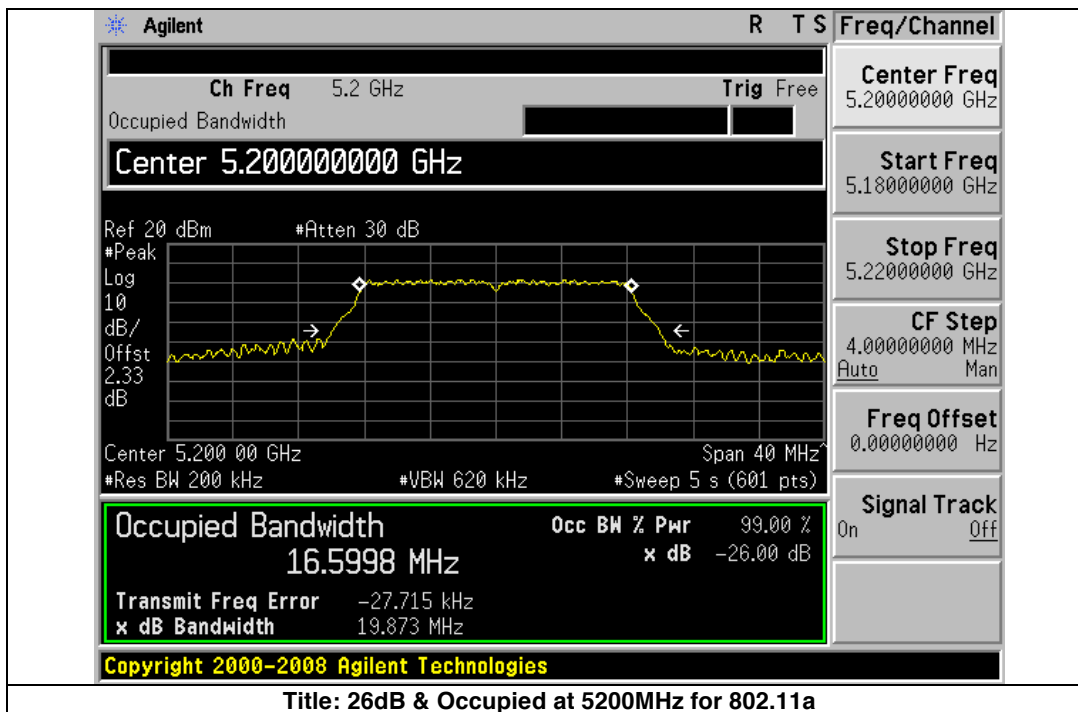 Agilent R T S Freq/Channel
Ch Freq 5.2 GHz Trig Free
Occupied Bandwidth
Center 5.200000000 GHz
Center Freq
5.20000000 GHz
Start Freq
5.18000000 GHz
Stop Freq
5.22000000 GHz
CF Step
4.00000000 MHz
Auto Man
Freq Offset
0.00000000 Hz
Signal Track
On Off
Ref 20 dBm #Atten 30 dB
#Peak
Log
10
dB/
Offst
2.33
dB
Center 5.200 00 GHz Span 40 MHz^
#Res BW 200 kHz #VBW 620 kHz #Sweep 5 s (601 pts)
Occupied Bandwidth Occ BW % Pwr 99.00 %
16.5998 MHz x dB -26.00 dB
Transmit Freq Error -27.715 kHz
x dB Bandwidth 19.873 MHz
Copyright 2000-2008 Agilent Technologies
Title: 26dB & Occupied at 5200MHz for 802.11a